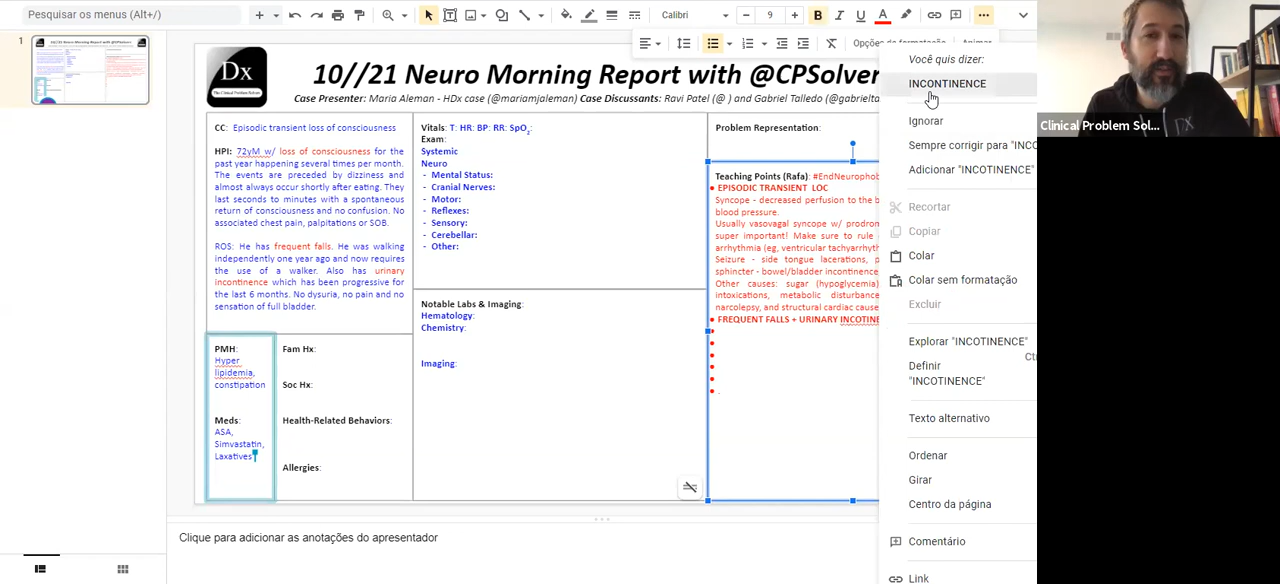 Pesquisar os menus (Alt+/)
Calibri
9
Opções de formatação
Animar
1
Dx
10//21 Neuro Morning Report with @CPSolver
Case Presenter: Maria Aleman - HDx case (@mariamjaleman) Case Discussants: Ravi Patel (@ ) and Gabriel Talledo (@gabrielta
CC: Episodic transient loss of consciousness
HPI: 72yM w/ loss of consciousness for the
past year happening several times per month.
The events are preceded by dizziness and
almost always occur shortly after eating. They
last seconds to minutes with a spontaneous
return of consciousness and no confusion. No
associated chest pain, palpitations or SOB.
ROS: He has frequent falls. He was walking
independently one year ago and now requires
the use of a walker. Also has urinary
incontinence which has been progressive for
the last 6 months. No dysuria, no pain and no
sensation of full bladder.
PMH:
Hyper
lipidemia,
constipation
Meds:
ASA,
Simvastatin,
Laxatives
Fam Hx:
Soc Hx:
Health-Related Behaviors:
Allergies:
Vitals: T: HR: BP: RR: SpO2:
Exam:
Systemic
Neuro
- Mental Status:
- Cranial Nerves:
- Motor:
- Reflexes:
- Sensory:
- Cerebellar:
- Other:
Notable Labs & Imaging:
Hematology:
Chemistry:
Imaging:
Problem Representation:
Teaching Points (Rafa): #EndNeurophob
• EPISODIC TRANSIENT LOC
Syncope - decreased perfusion to the b
blood pressure.
Usually vasovagal syncope w/ prodrom
super important! Make sure to rule
arrhythmia (eg, ventricular tachyarrhyth
Seizure - side tongue lacerations, p
sphincter - bowel/bladder incontinence,
Other causes: sugar (hypoglycemia)
intoxications, metabolic disturbance
narcolepsy, and structural cardiac cause
• FREQUENT FALLS + URINARY INCOTINE
•
•
•
•
•
• .
Você quis dizer:
INCONTINENCE
Ignorar
Sempre corrigir para "INCO
Adicionar "INCOTINENCE"
Recortar
Copiar
Colar
Colar sem formatação
Excluir
Explorar "INCOTINENCE"
Ctr
Definir
"INCOTINENCE"
Texto alternativo
Ordenar
Girar
Centro da página
Comentário
Link
Clinical Problem Sol...
Clique para adicionar as anotações do apresentador